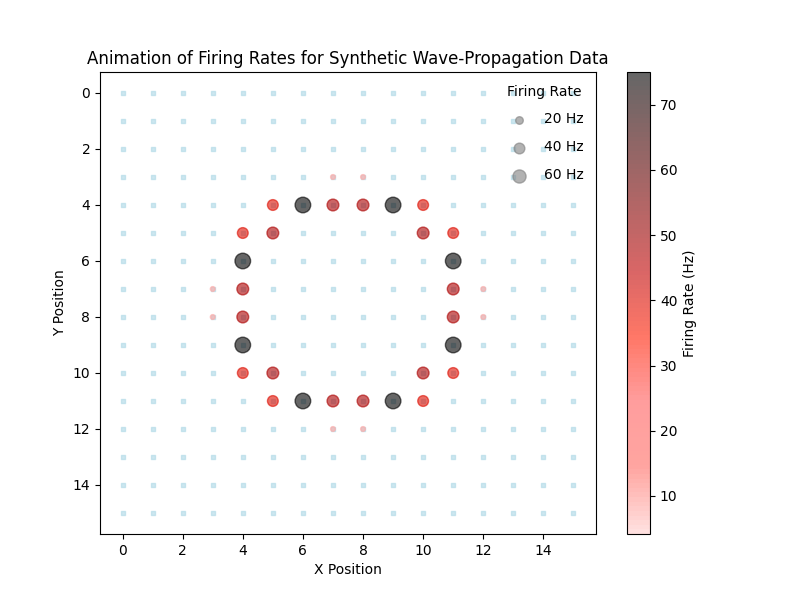 Animation of Firing Rates for Synthetic Wave-Propagation Data
Firing Rate
20 Hz
40 Hz
60 Hz
0
2
4
6
8
10
12
14
Y Position
0 2 4 6 8 10 12 14
X Position
70
60
50
40
30
20
10
Firing Rate (Hz)